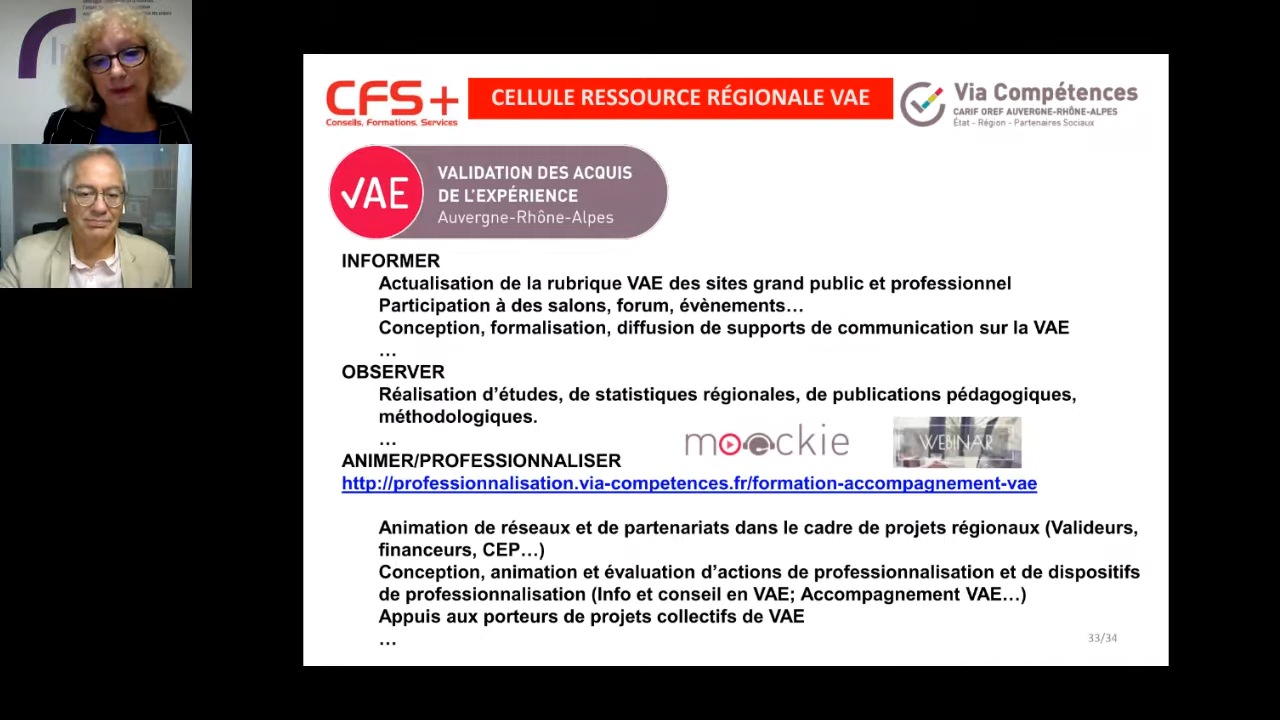 CFS+
Conseils, Formations, Services
CELLULE RESSOURCE RÉGIONALE VAE
Via Compétences
CARIF OREF AUVERGNE-RHÔNE-ALPES
État - Région - Partenaires Sociaux
VAE
VALIDATION DES ACQUIS
DE L'EXPÉRIENCE
Auvergne-Rhône-Alpes
INFORMER
Actualisation de la rubrique VAE des sites grand public et professionnel
Participation à des salons, forum, évènements…
Conception, formalisation, diffusion de supports de communication sur la VAE
…
OBSERVER
Réalisation d'études, de statistiques régionales, de publications pédagogiques,
méthodologiques.
…
moockie
WEBINAR
ANIMER/PROFESSIONNALISER
http://professionnalisation.via-competences.fr/formation-accompagnement-vae
Animation de réseaux et de partenariats dans le cadre de projets régionaux (Valideurs,
financeurs, CEP…)
Conception, animation et évaluation d'actions de professionnalisation et de dispositifs
de professionnalisation (Info et conseil en VAE; Accompagnement VAE…)
Appuis aux porteurs de projets collectifs de VAE
…
33/34